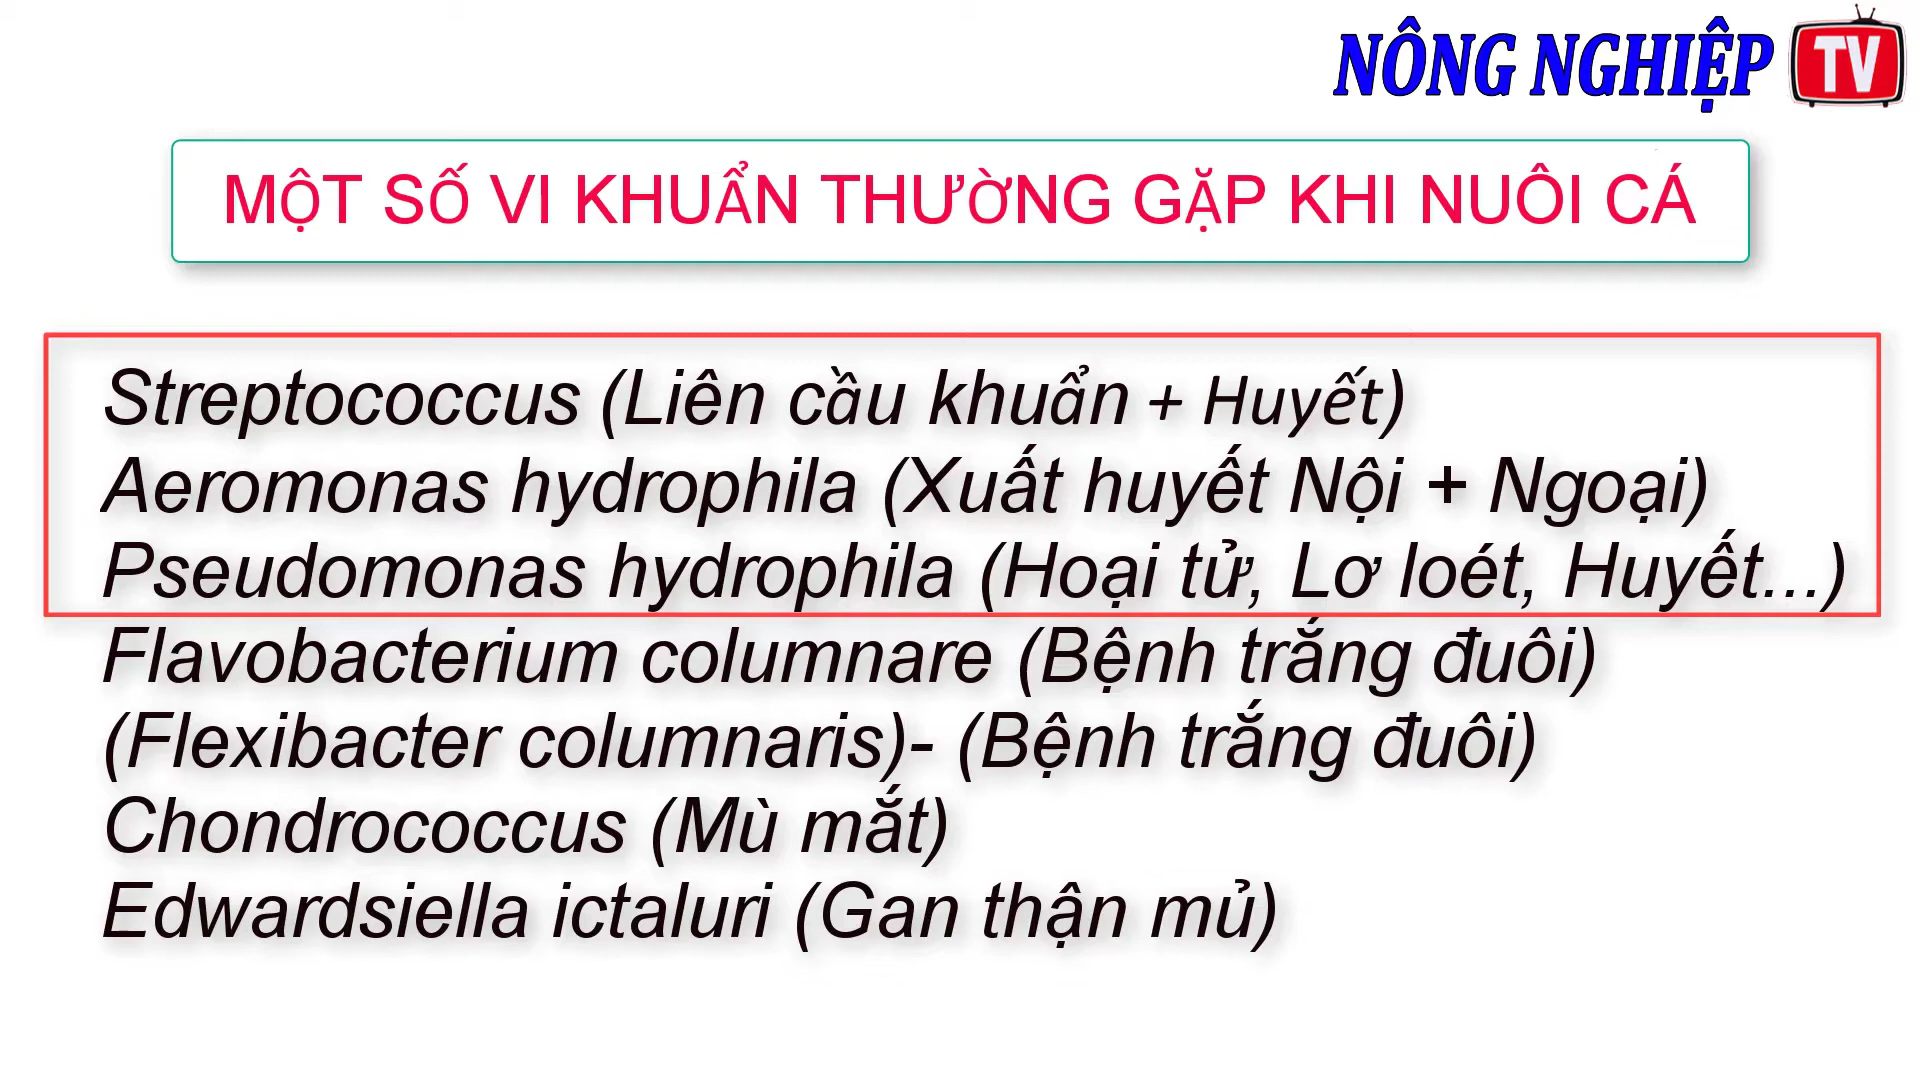 NÔNG NGHIỆP TV
MỘT SỐ VI KHUẨN THƯỜNG GẶP KHI NUÔI CÁ
Streptococcus (Liên cầu khuẩn + Huyết)
Aeromonas hydrophila (Xuất huyết Nội + Ngoại)
Pseudomonas hydrophila (Hoại tử, Lơ loét, Huyết...)
Flavobacterium columnare (Bệnh trắng đuôi)
(Flexibacter columnaris)- (Bệnh trắng đuôi)
Chondrococcus (Mù mắt)
Edwardsiella ictaluri (Gan thận mủ)